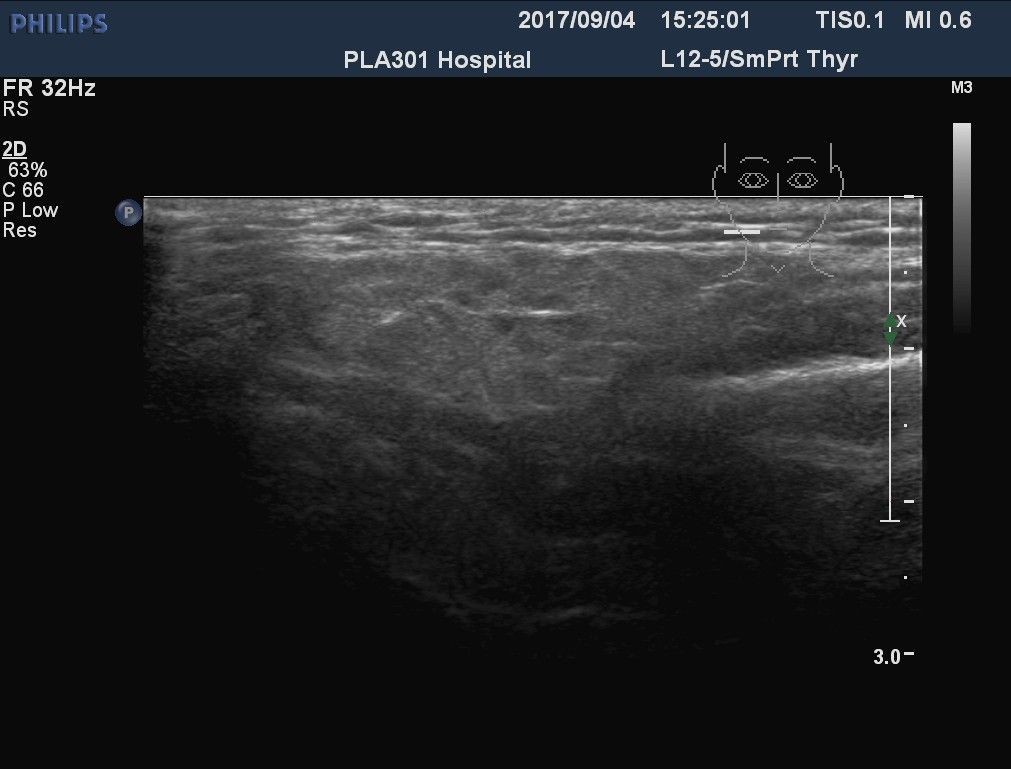 PHILIPS
2017/09/04 15:25:01 TIS0.1 MI 0.6
PLA301 Hospital L12-5/SmPrt Thyr
FR 32Hz
RS
M3
2D
63%
C 66
P Low
Res
P
X
3.0